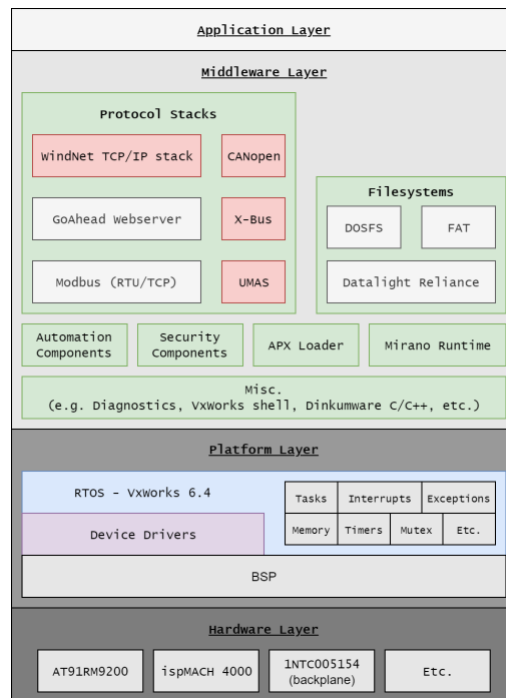 Application Layer
Middleware Layer
Protocol Stacks
WindNet TCP/IP stack
CANopen
GoAhead Webserver
X-Bus
Modbus (RTU/TCP)
UMAS
Filesystems
DOSFS
FAT
Datalight Reliance
Automation
Components
Security
Components
APX Loader
Mirano Runtime
Misc.
(e.g. Diagnostics, VxWorks shell, Dinkumware C/C++, etc.)
Platform Layer
RTOS - VxWorks 6.4
Tasks
Interrupts
Exceptions
Memory
Timers
Mutex
Etc.
Device Drivers
BSP
Hardware Layer
AT91RM9200
ispMACH 4000
1NTC005154
(backplane)
Etc.